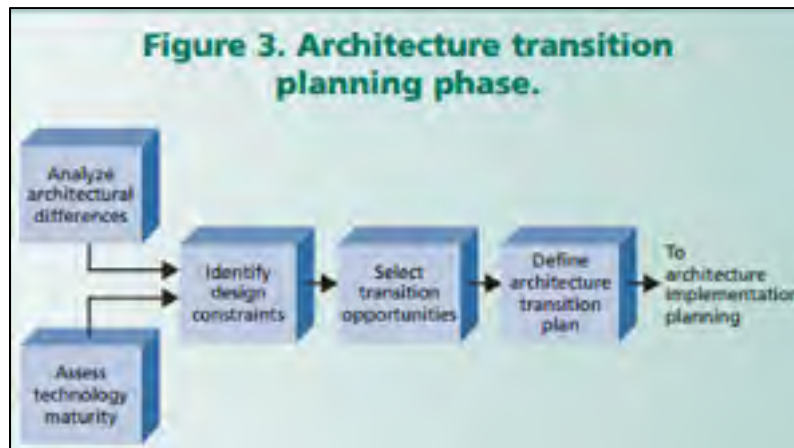 Figure 3. Architecture transition
planning phase.
Analyze
architectural
differences
Identify
design
constraints
Select
transition
opportunities
Define
architecture
transition
plan
To
architecture
implementation
planning
Assess
technology
maturity